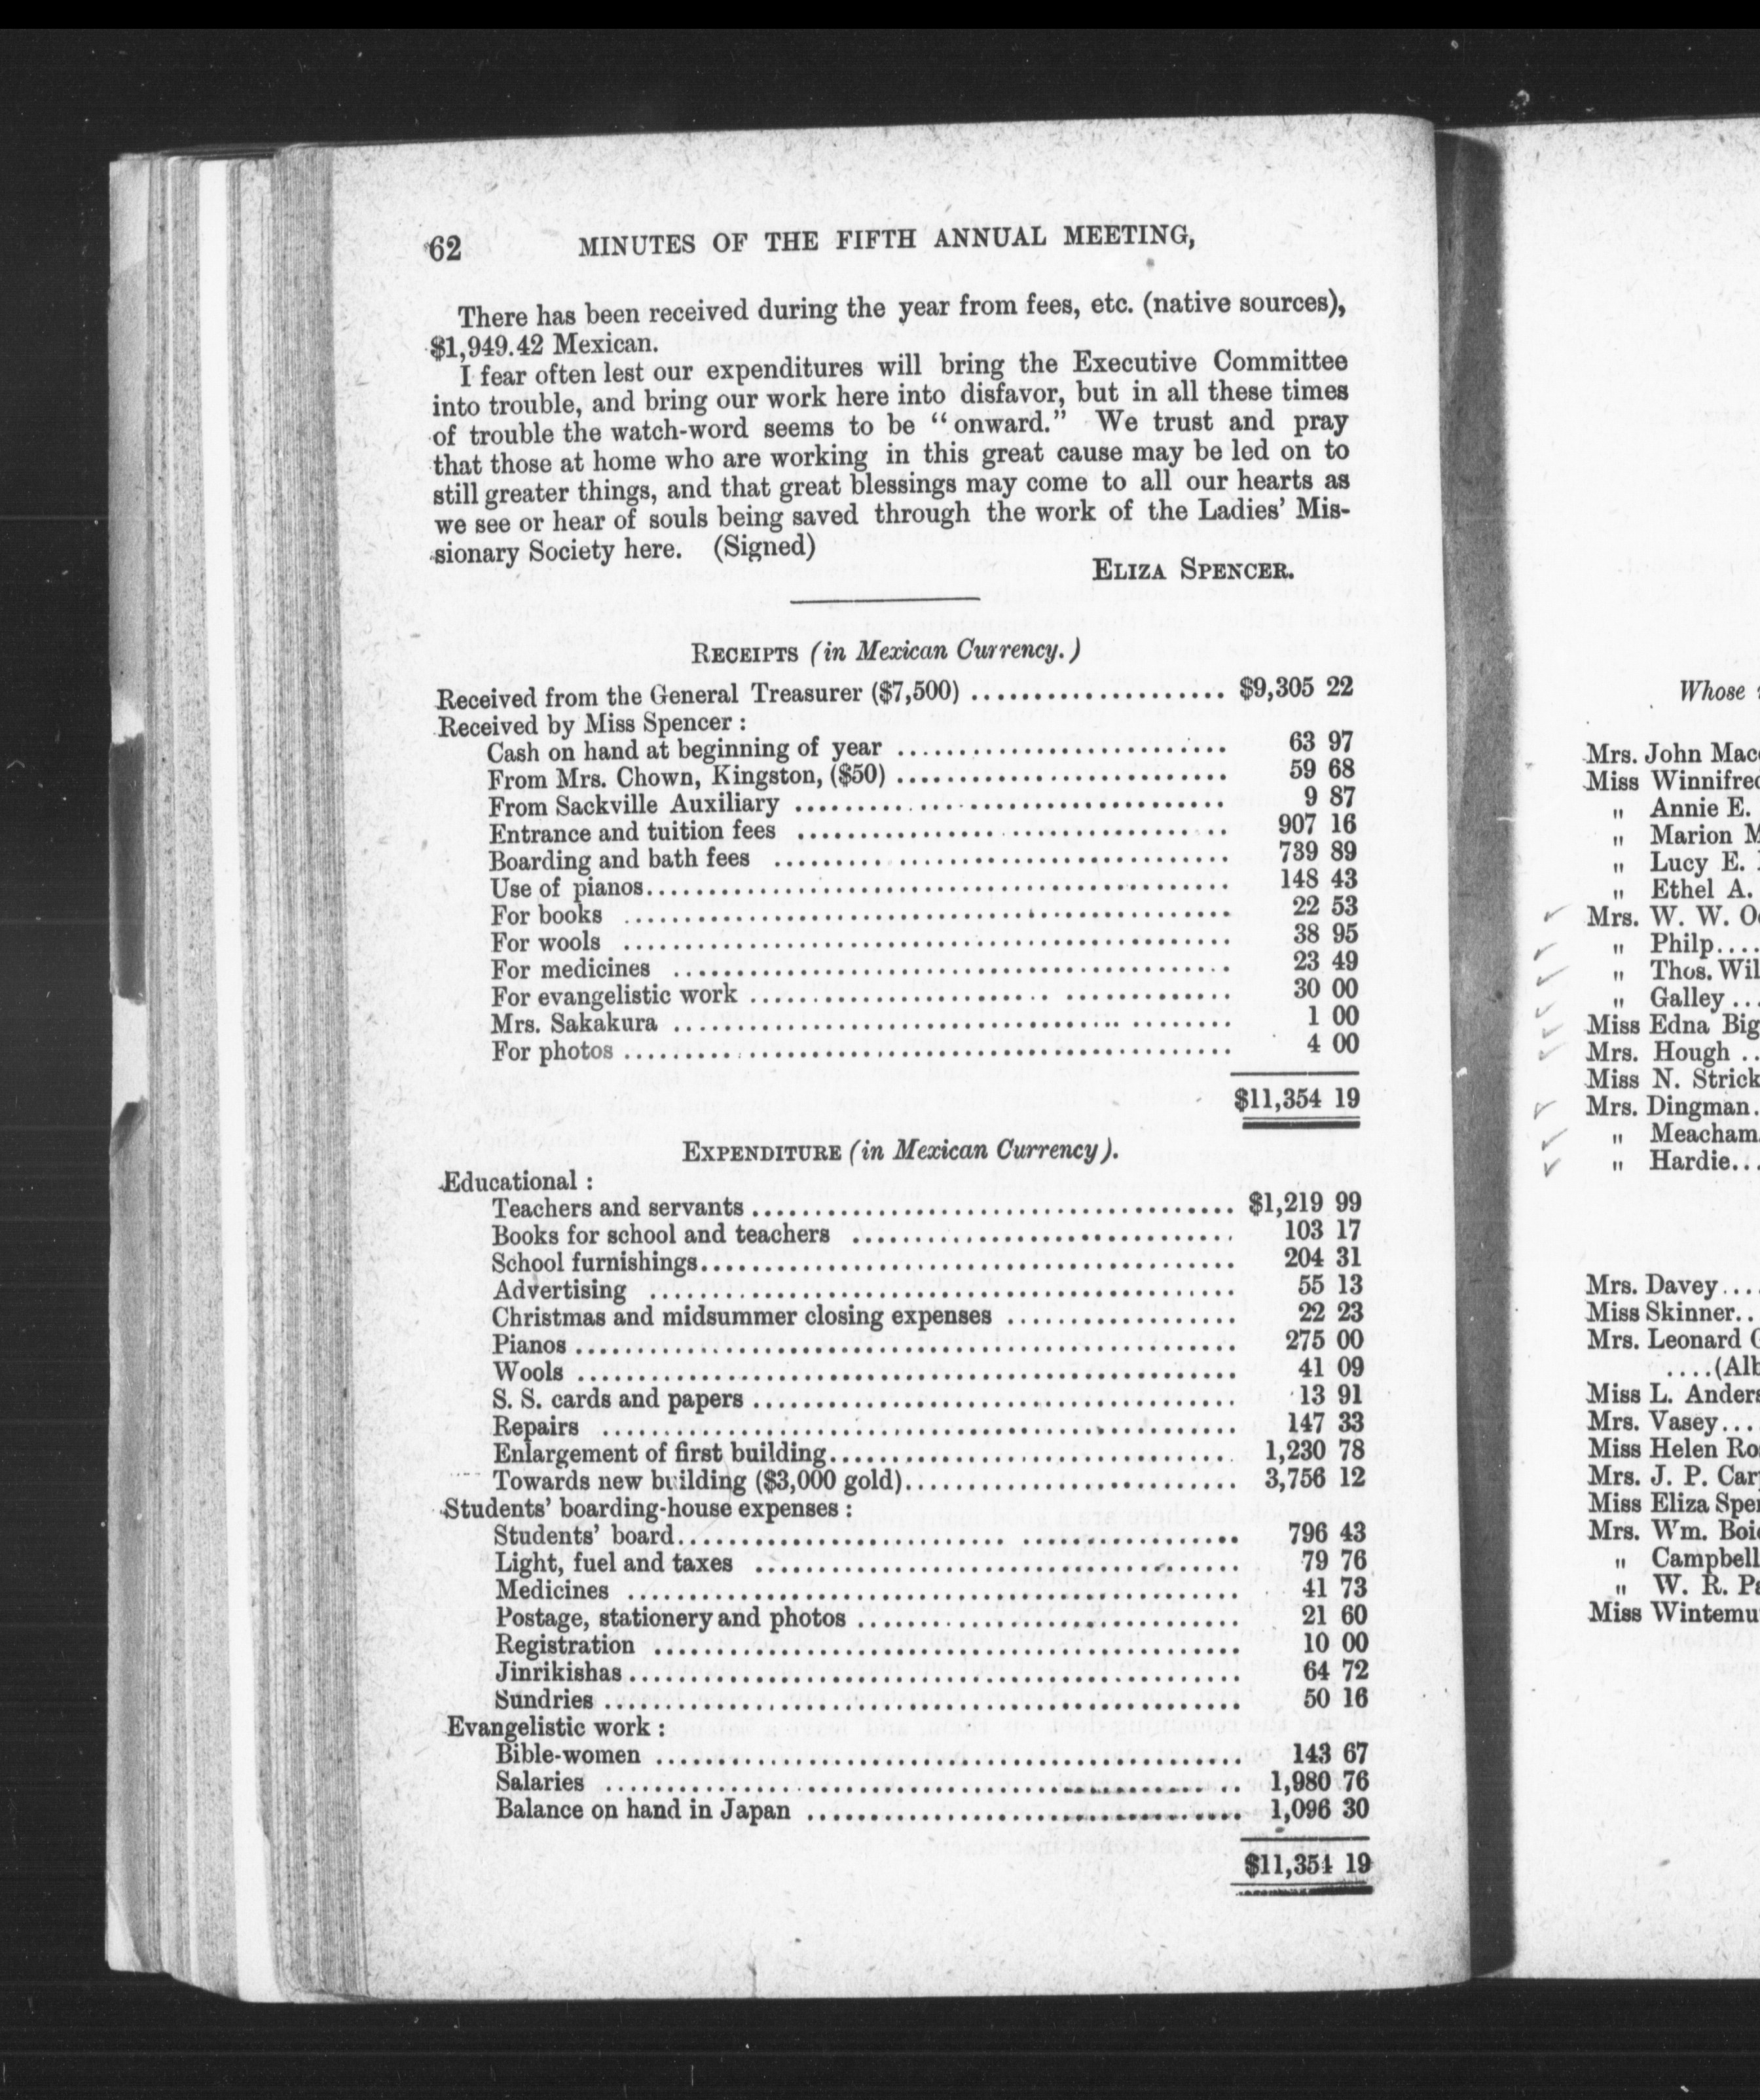 62 MINUTES OF THE FIFTH ANNUAL MEETING,
There has been received during the year from fees, etc. (native sources),
$1,949.42 Mexican.
I fear often lest our expenditures will bring the Executive Committee
into trouble, and bring our work here into disfavor, but in all these times
of trouble the watch-word seems to be “onward.” We trust and pray
that those at home who are working in this great cause may be led on to
still greater things, and that great blessings may come to all our hearts as
we see or hear of souls being saved through the work of the Ladies’ Mis-
sionary Society here. (Signed)
ELIZA SPENCER.
RECEIPTS (in Mexican Currency.)
Received from the General Treasurer ($7,500) .................... $9,305 22
Received by Miss Spencer :
Cash on hand at beginning of year .......................... 63 97
From Mrs. Chown, Kingston, ($50) .......................... 59 68
From Sackville Auxiliary .................................. 9 87
Entrance and tuition fees .................................. 907 16
Boarding and bath fees .................................... 739 89
Use of pianos.............................................. 148 43
For books ................................................ 22 53
For wools ................................................ 38 95
For medicines ............................................ 23 49
For evangelistic work ...................................... 30 00
Mrs. Sakakura ............................................ 1 00
For photos ................................................ 4 00
$11,354 19
EXPENDITURE (in Mexican Currency).
Educational :
Teachers and servants ...................................... $1,219 99
Books for school and teachers .............................. 103 17
School furnishings.......................................... 204 31
Advertising .............................................. 55 13
Christmas and midsummer closing expenses .................. 22 23
Pianos .................................................... 275 00
Wools .................................................... 41 09
S. S. cards and papers ...................................... 13 91
Repairs .................................................. 147 33
Enlargement of first building................................ 1,230 78
Towards new building ($3,000 gold).......................... 3,756 12
Students’ boarding-house expenses :
Students’ board............................................ 796 43
Light, fuel and taxes ...................................... 79 76
Medicines ................................................ 41 73
Postage, stationery and photos .............................. 21 60
Registration .............................................. 10 00
Jinrikishas ................................................ 64 72
Sundries .................................................. 50 16
Evangelistic work :
Bible-women .............................................. 143 67
Salaries .................................................. 1,980 76
Balance on hand in Japan .................................. 1,096 30
$11,354 19
Whose
Mrs. John
Miss
" Annie E.
" Marion
" Lucy E.
" Ethel A.
Mrs. W. W.
" Philp....
" Thos.
" Galley ...
Miss Edna
Mrs. Hough ..
Miss N.
Mrs. Dingman.
" Meacham
" Hardie...
Mrs. Davey ....
Miss Skinner..
Mrs. Leonard
....
Miss L.
Mrs. Vasey....
Miss Helen
Mrs. J. P.
Miss Eliza
Mrs. Wm.
" Campbell
" W. R.
Miss